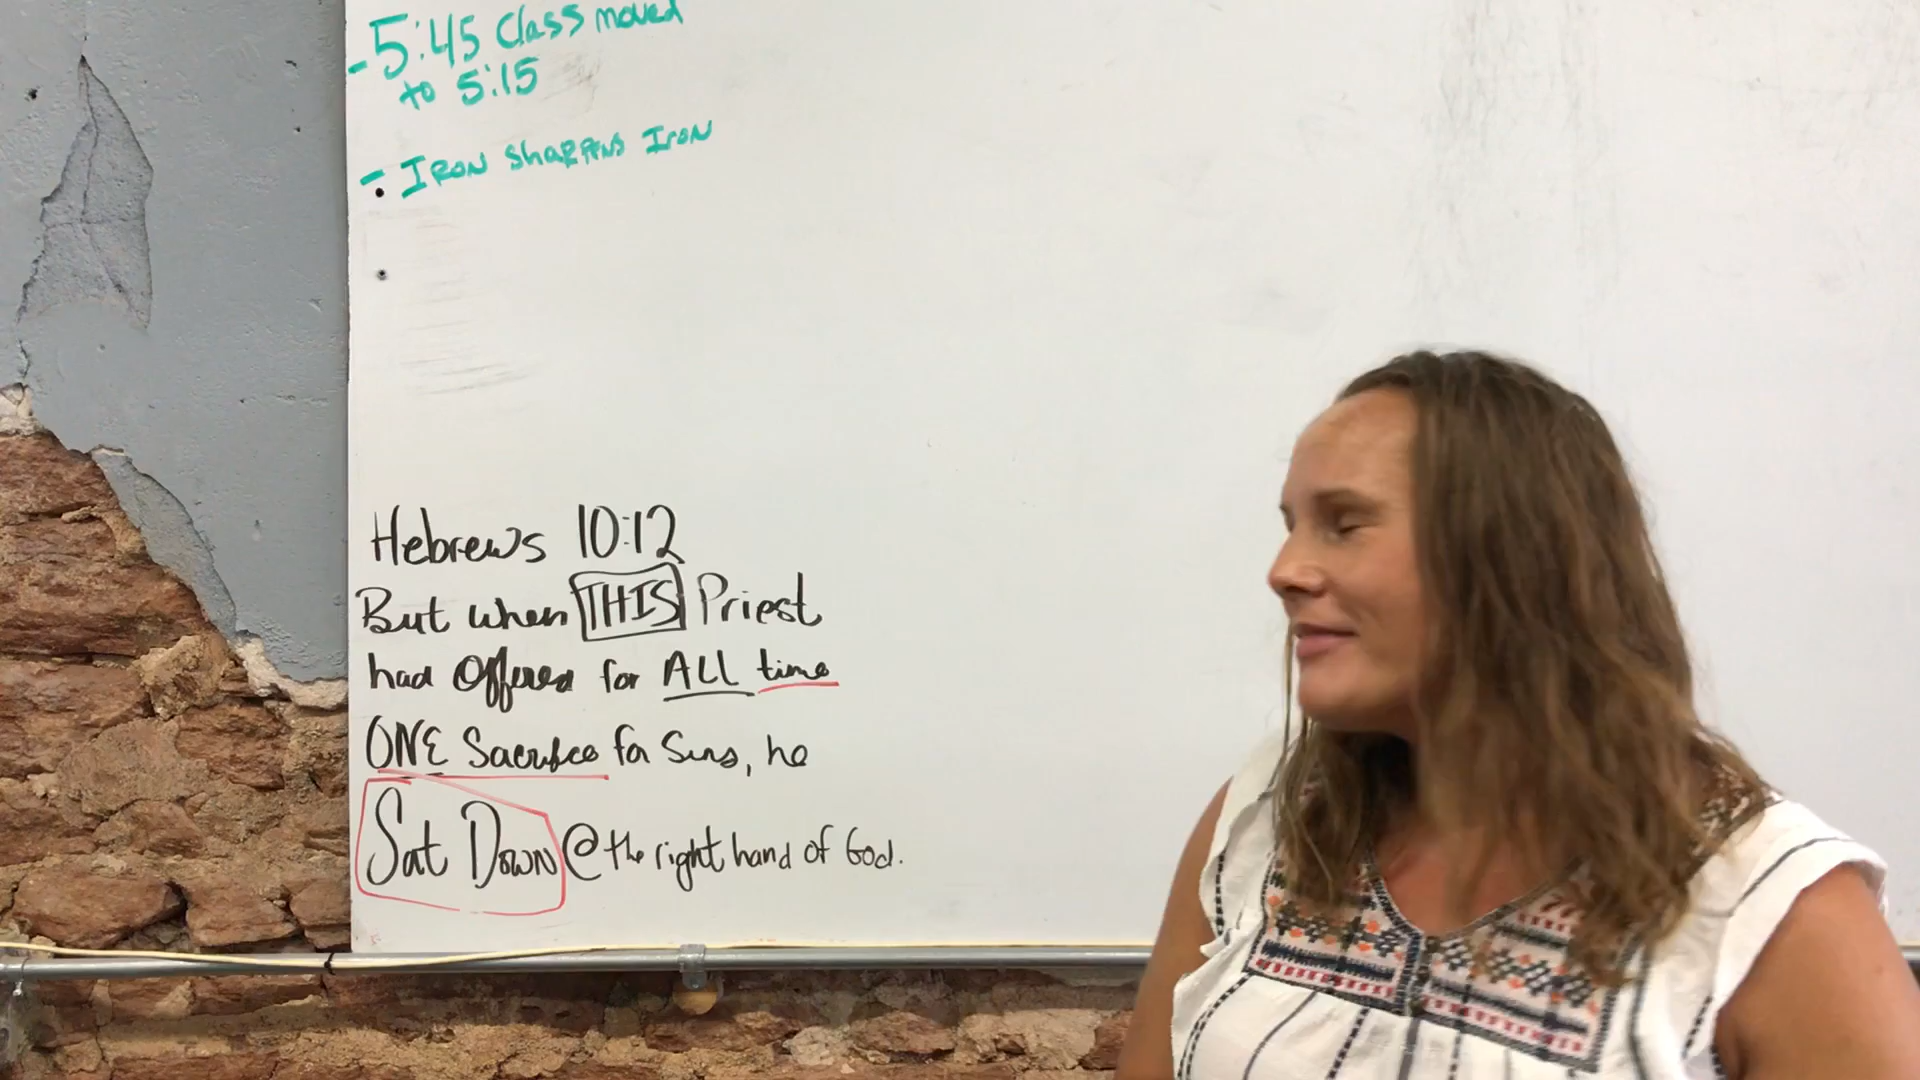 - 5:45 Class moved
to 5:15
- Iron sharpens Iron
Hebrews 10:12
But when THIS Priest
had offered for ALL time
ONE Sacrifice for Sins, he
Sat Down @ the right hand of God.